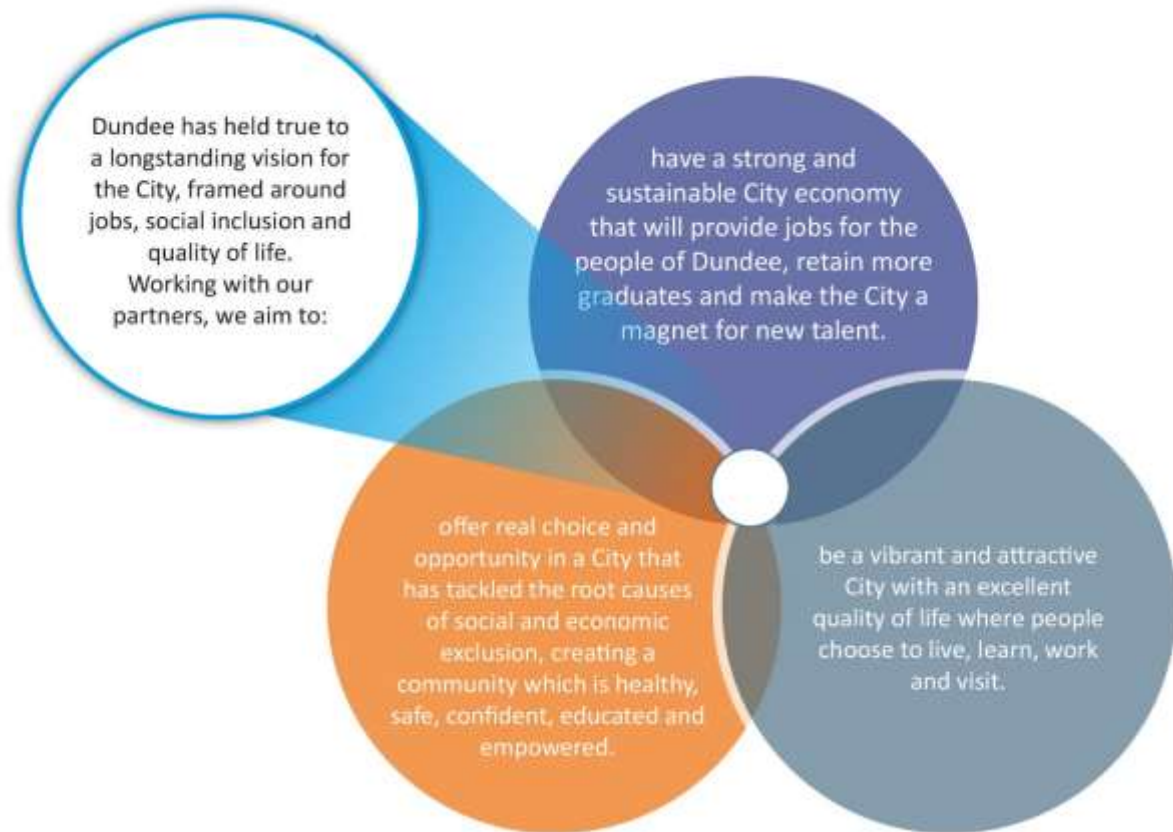 Dundee has held true to
a longstanding vision for
the City, framed around
jobs, social inclusion and
quality of life.
Working with our
partners, we aim to:
have a strong and
sustainable City economy
that will provide jobs for the
people of Dundee, retain more
graduates and make the City a
magnet for new talent.
offer real choice and
opportunity in a City that
has tackled the root causes
of social and economic
exclusion, creating a
community which is healthy,
safe, confident, educated and
empowered.
be a vibrant and attractive
City with an excellent
quality of life where people
choose to live, learn, work
and visit.